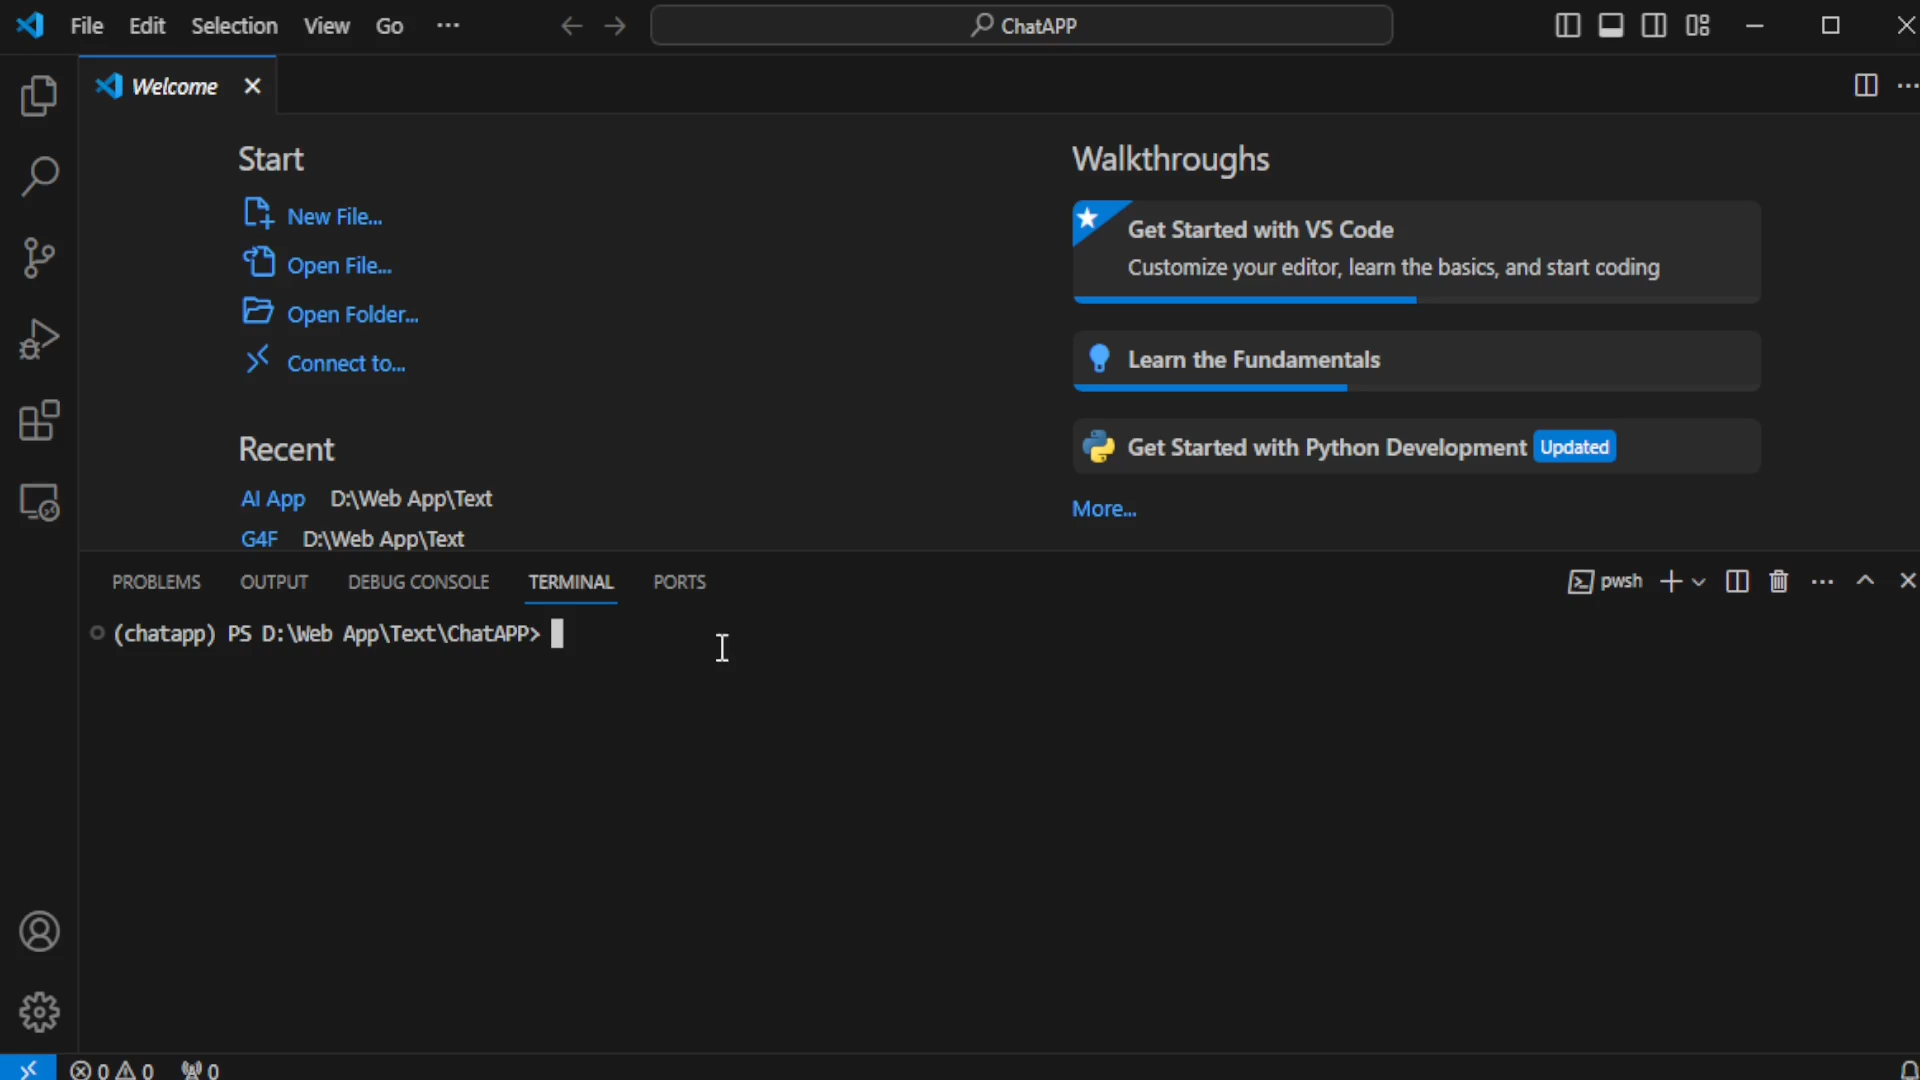 File Edit Selection View Go ··· ChatAPP
Welcome
Start
New File...
Open File...
Open Folder...
Connect to...
Recent
AI App D:\Web App\Text
G4F D:\Web App\Text
Walkthroughs
Get Started with VS Code
Customize your editor, learn the basics, and start coding
Learn the Fundamentals
Get Started with Python Development Updated
More...
PROBLEMS OUTPUT DEBUG CONSOLE TERMINAL PORTS pwsh
(chatapp) PS D:\Web App\Text\ChatAPP>
0 0 0